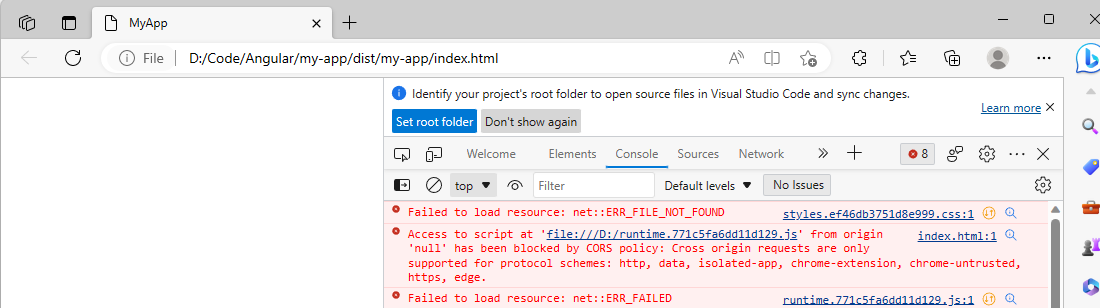 MyApp
File D:/Code/Angular/my-app/dist/my-app/index.html
Identify your project's root folder to open source files in Visual Studio Code and sync changes.
Learn more
Set root folder Don't show again
Welcome Elements Console Sources Network 8
top Filter Default levels No Issues
Failed to load resource: net::ERR_FILE_NOT_FOUND styles.ef46db3751d8e999.css:1
Access to script at 'file:///D:/runtime.771c5fa6dd11d129.js' from origin index.html:1
'null' has been blocked by CORS policy: Cross origin requests are only
supported for protocol schemes: http, data, isolated-app, chrome-extension, chrome-untrusted,
https, edge.
Failed to load resource: net::ERR_FAILED runtime.771c5fa6dd11d129.js:1